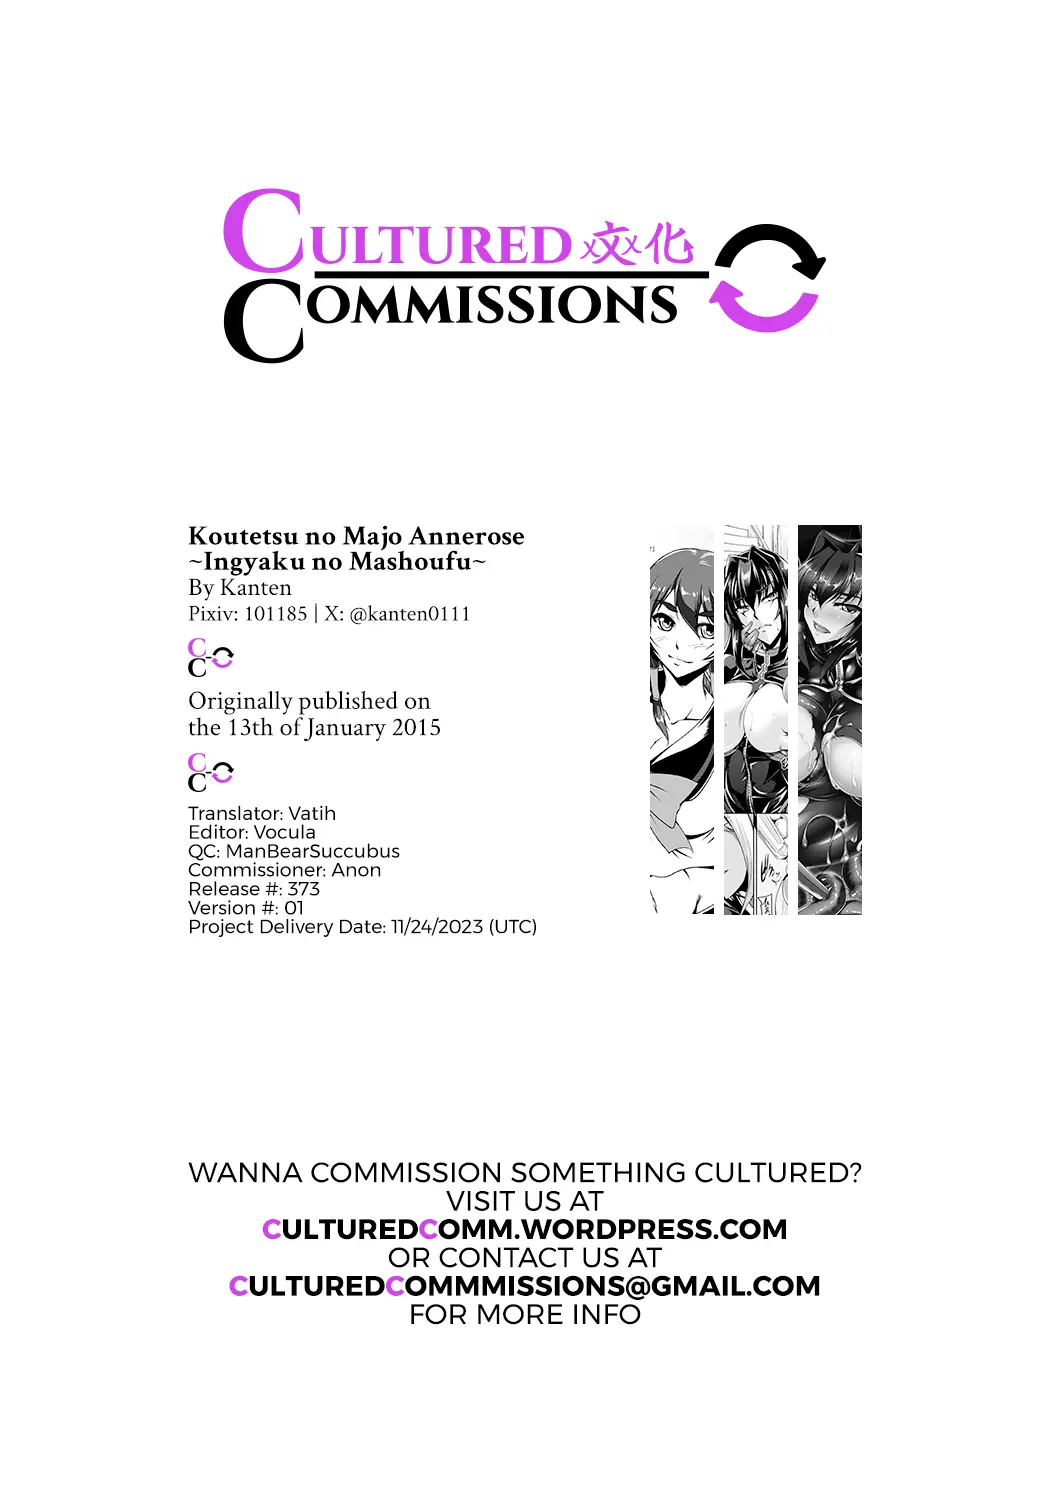 CULTURED 文化
COMMISSIONS
Koutetsu no Majo Annerose
~Ingyaku no Mashoufu~
By Kanten
Pixiv: 101185 | X: @kanten0111
C
C-
Originally published on
the 13th of January 2015
C
C-
Translator: Vatih
Editor: Vocula
QC: ManBearSuccubus
Commissioner: Anon
Release #: 373
Version #: 01
Project Delivery Date: 11/24/2023 (UTC)
WANNA COMMISSION SOMETHING CULTURED?
VISIT US AT
CULTUREDCOMM.WORDPRESS.COM
OR CONTACT US AT
CULTUREDCOMMMISSIONS@GMAIL.COM
FOR MORE INFO